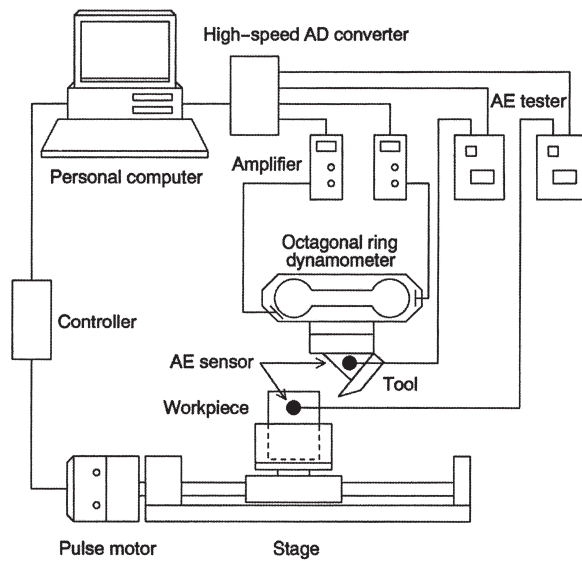 High-speed AD converter
AE tester
Personal computer
Amplifier
Octagonal ring
dynamometer
Controller
AE sensor
Tool
Workpiece
Pulse motor
Stage